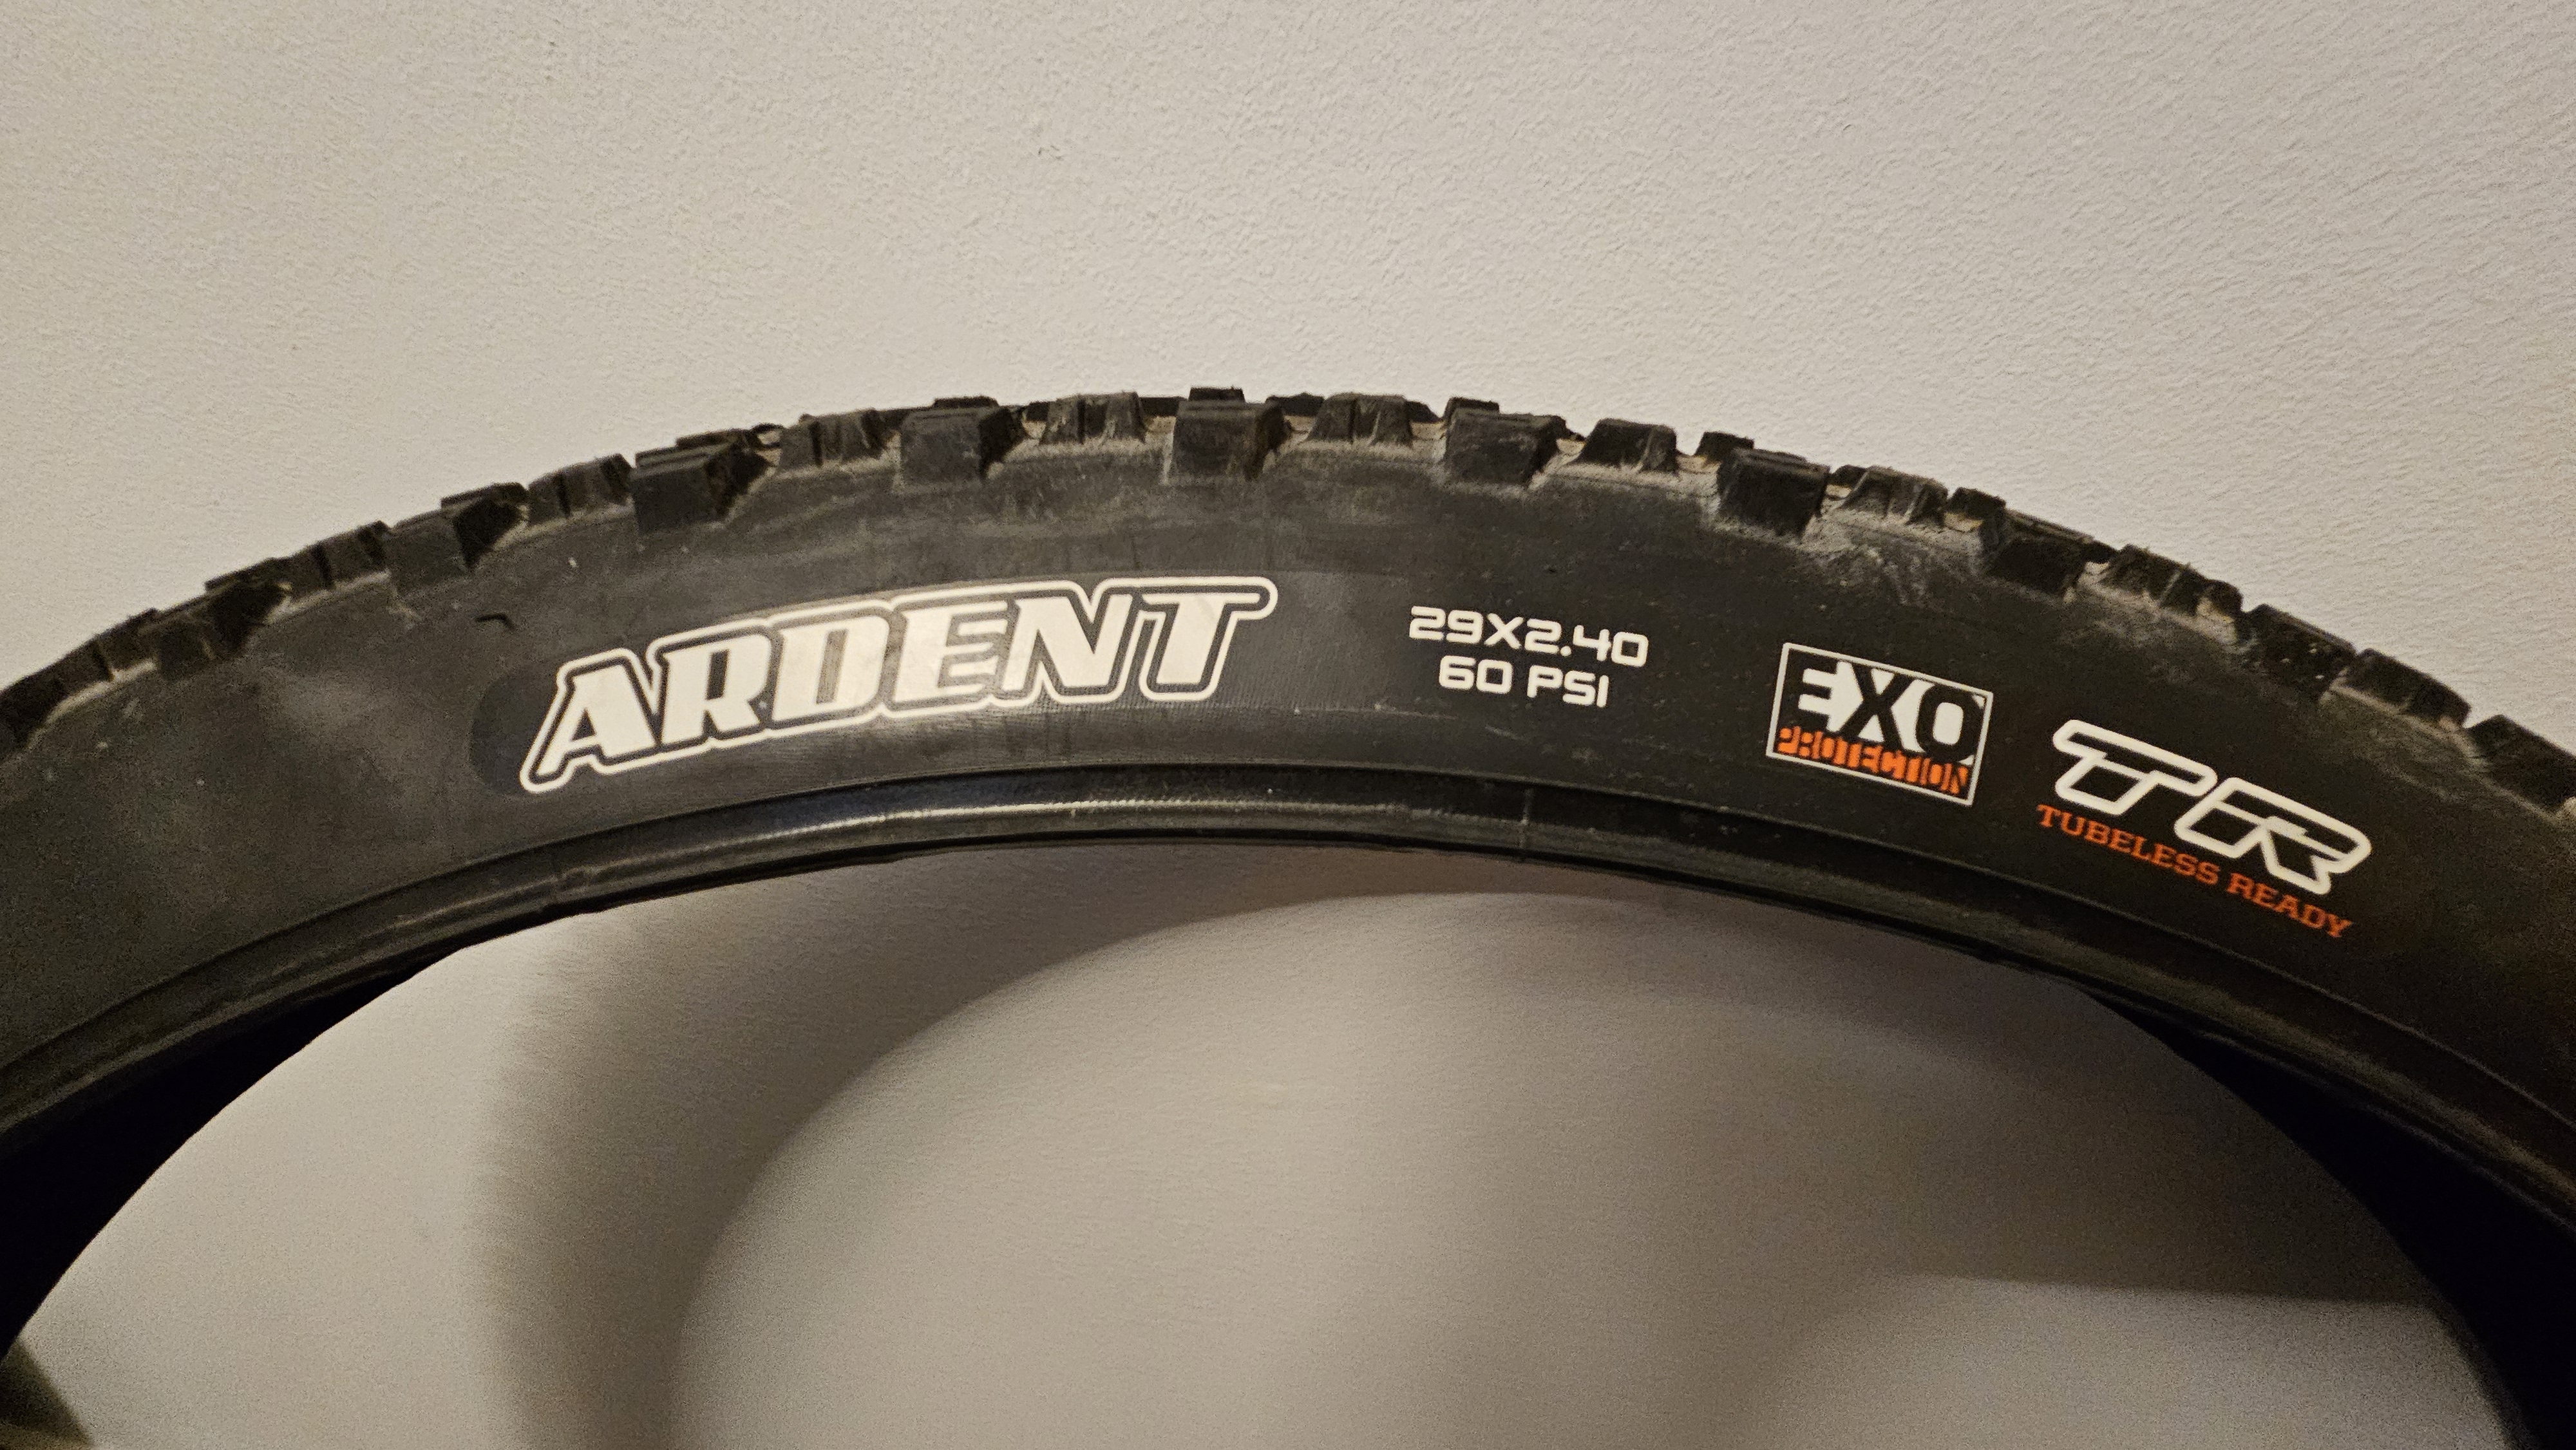 ARDENT
29X2.40
60 PSI
EXO
PROTECTION
TR
TUBELESS READY